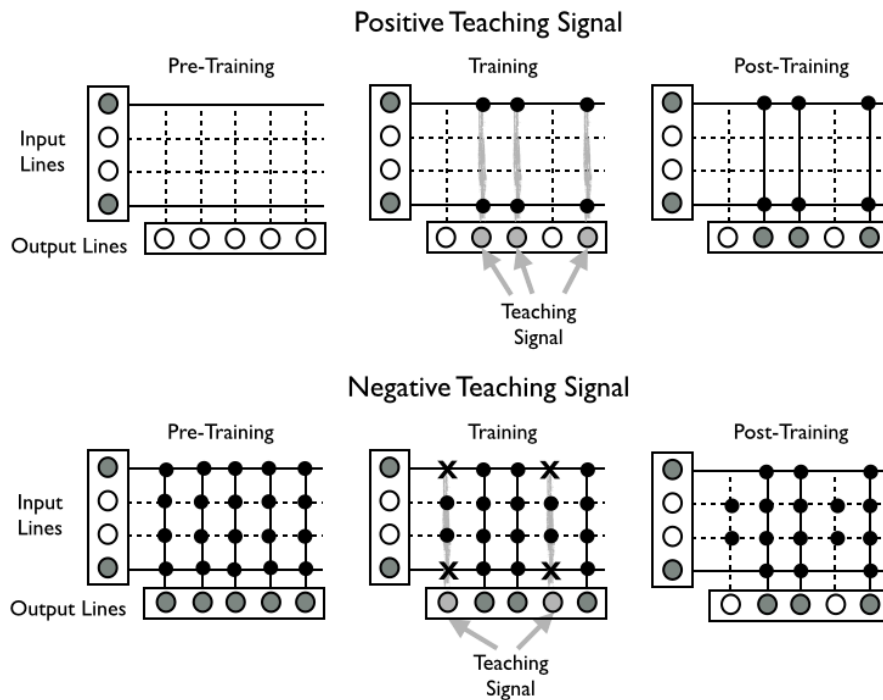 Positive Teaching Signal
Pre-Training
Training
Post-Training
Input
Lines
Output Lines
Teaching
Signal
Negative Teaching Signal
Pre-Training
Training
Post-Training
Input
Lines
Output Lines
Teaching
Signal